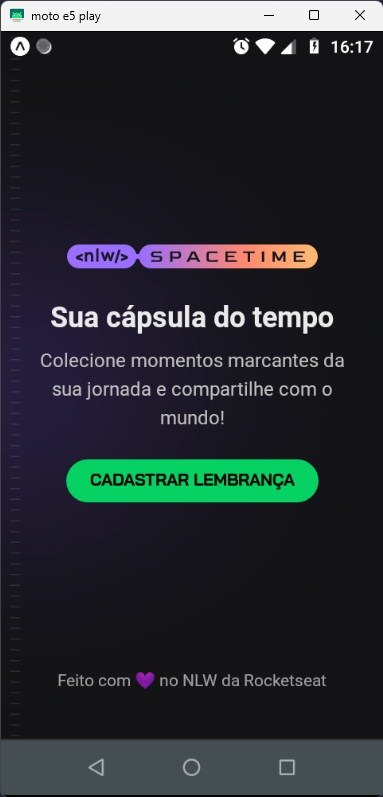 moto e5 play
16:17
<nlw/> SPACETIME
Sua cápsula do tempo
Colecione momentos marcantes da
sua jornada e compartilhe com o
mundo!
CADASTRAR LEMBRANÇA
Feito com 💜 no NLW da Rocketseat